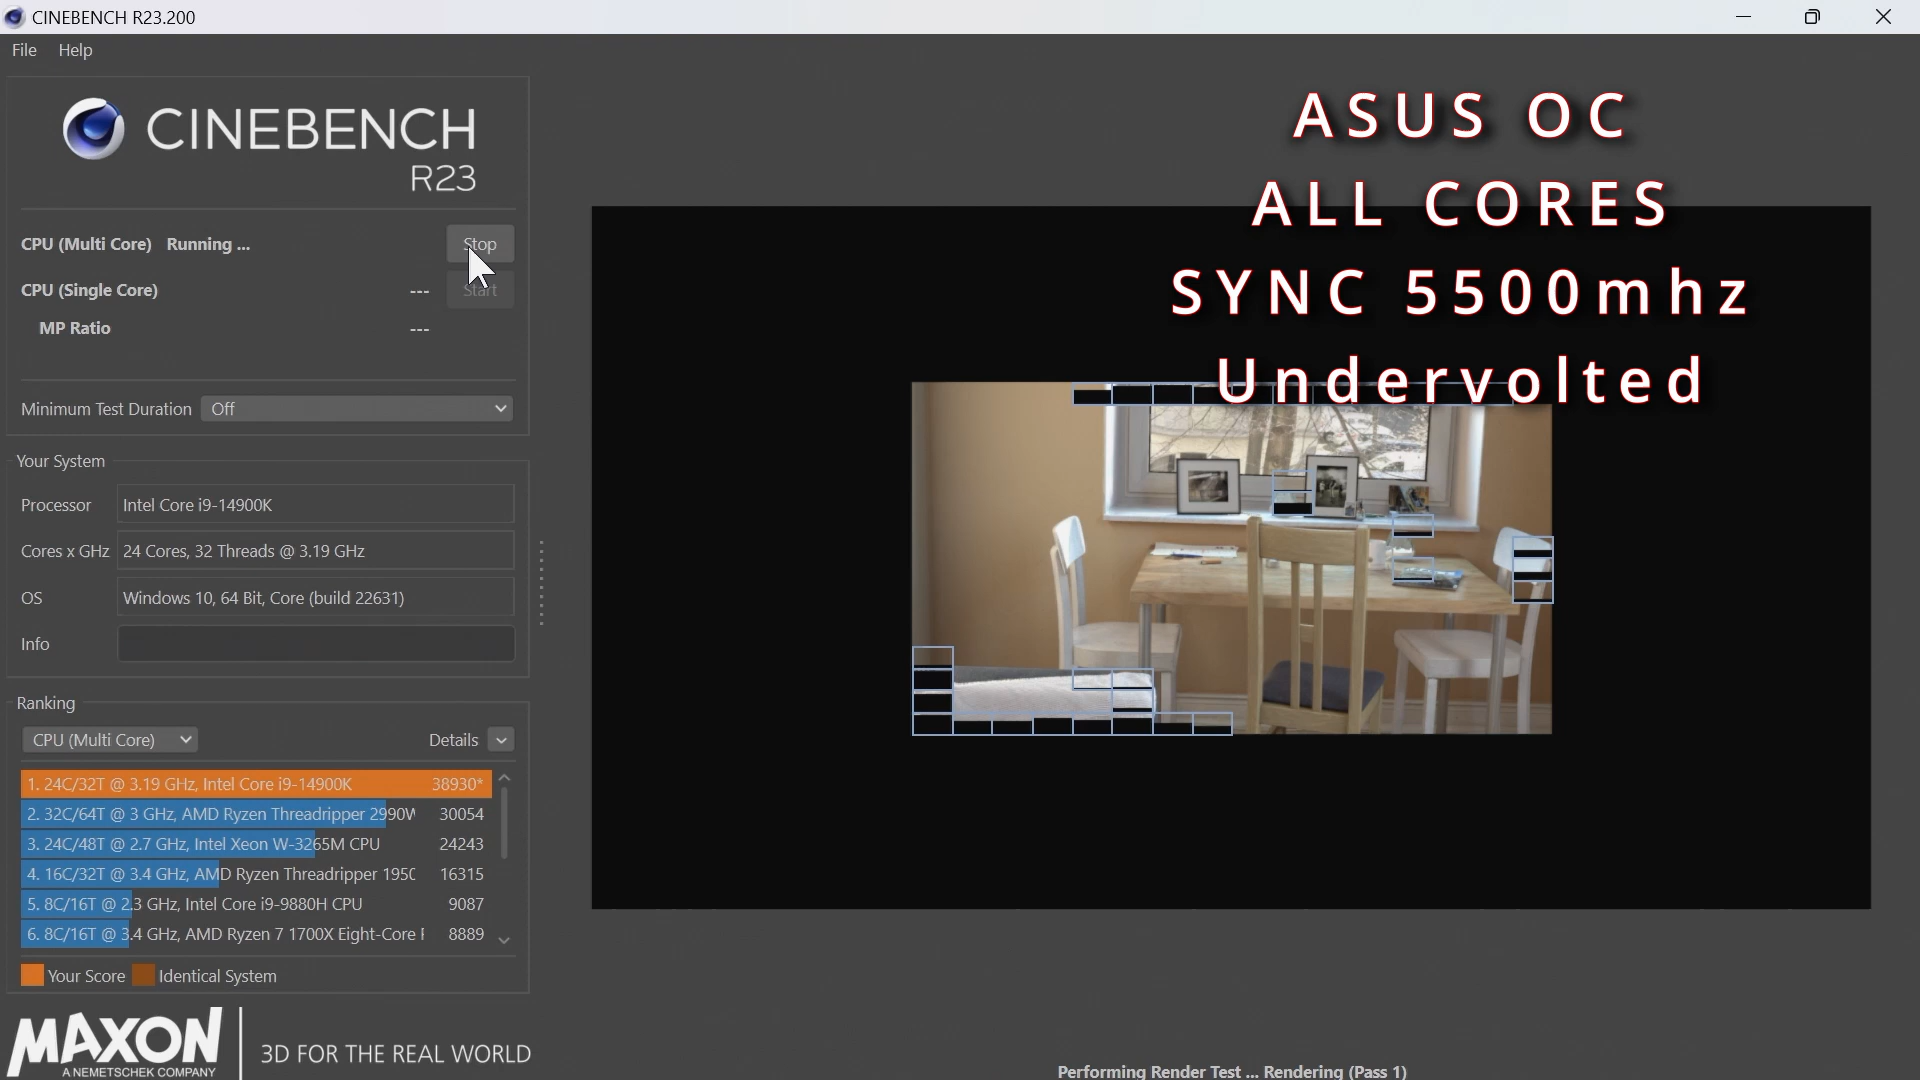 CINEBENCH R23.200
File Help
CINEBENCH
R23
CPU (Multi Core) Running ... Stop
CPU (Single Core) --- Start
MP Ratio ---
Minimum Test Duration Off
Your System
Processor Intel Core i9-14900K
Cores x GHz 24 Cores, 32 Threads @ 3.19 GHz
OS Windows 10, 64 Bit, Core (build 22631)
Info
Ranking
CPU (Multi Core) Details
1. 24C/32T @ 3.19 GHz, Intel Core i9-14900K 38930*
2. 32C/64T @ 3 GHz, AMD Ryzen Threadripper 2990W 30054
3. 24C/48T @ 2.7 GHz, Intel Xeon W-3265M CPU 24243
4. 16C/32T @ 3.4 GHz, AMD Ryzen Threadripper 195 16315
5. 8C/16T @ 2.3 GHz, Intel Core i9-9880H CPU 9087
6. 8C/16T @ 3.4 GHz, AMD Ryzen 7 1700X Eight-Core 8889
Your Score Identical System
MAXON
A NEMETSCHEK COMPANY
3D FOR THE REAL WORLD
ASUS OC
ALL CORES
SYNC 5500mhz
Undervolted
Performing Render Test ... Rendering (Pass 1)